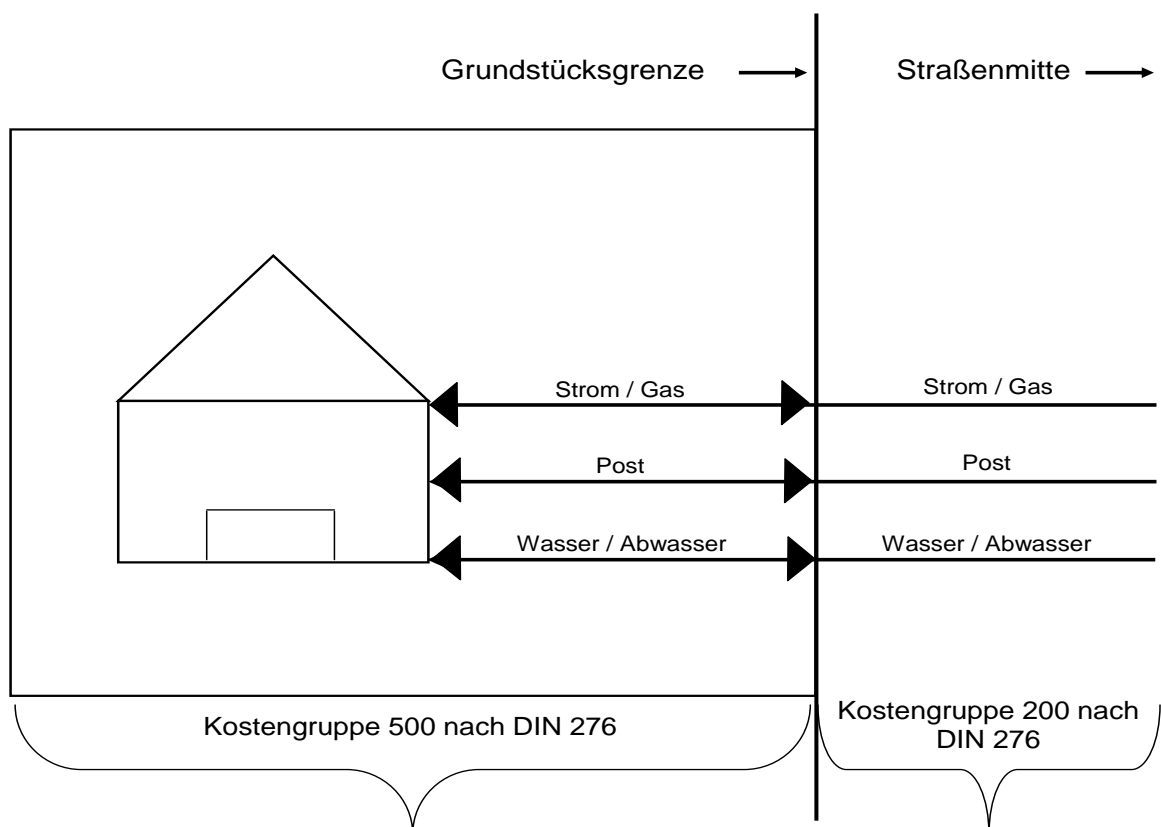 Grundstücksgrenze
Straßenmitte
Strom / Gas
Strom / Gas
Post
Post
Wasser / Abwasser
Wasser / Abwasser
Kostengruppe 500 nach DIN 276
Kostengruppe 200 nach
DIN 276